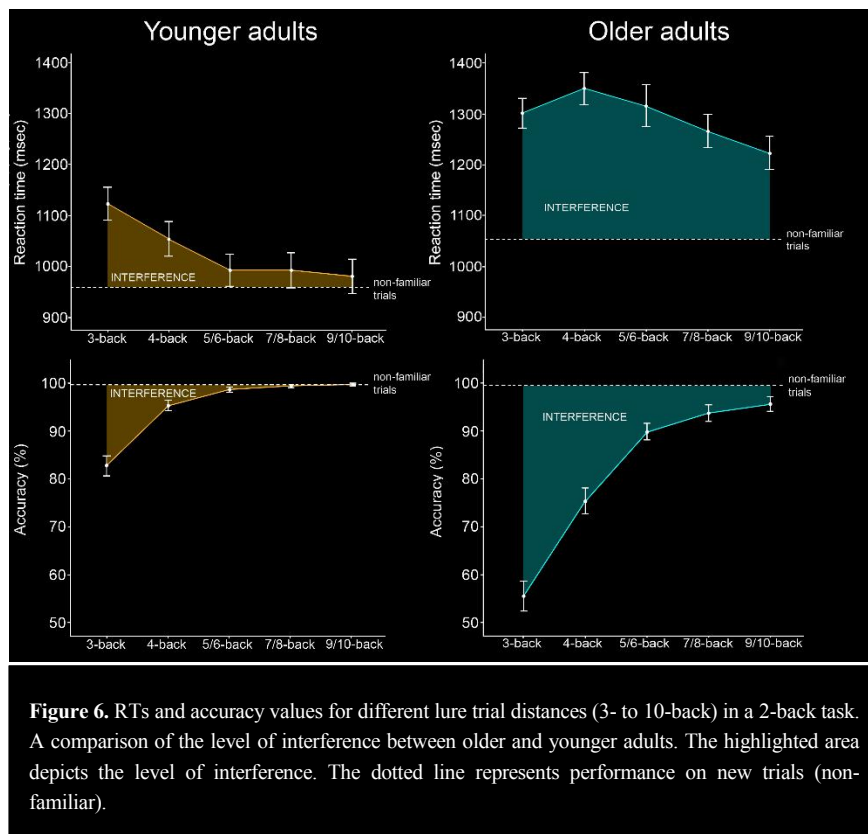 Younger adults
Older adults
1400
1300
1200
1100
1000
900
Reaction time (msec)
INTERFERENCE
non-familiar
trials
3-back 4-back 5/6-back 7/8-back 9/10-back
1400
1300
1200
1100
1000
900
Reaction time (msec)
INTERFERENCE
non-familiar
trials
3-back 4-back 5/6-back 7/8-back 9/10-back
100
90
80
70
60
50
Accuracy (%)
INTERFERENCE
non-familiar
trials
3-back 4-back 5/6-back 7/8-back 9/10-back
100
90
80
70
60
50
Accuracy (%)
INTERFERENCE
non-familiar
trials
3-back 4-back 5/6-back 7/8-back 9/10-back
Figure 6. RTs and accuracy values for different lure trial distances (3- to 10-back) in a 2-back task.
A comparison of the level of interference between older and younger adults. The highlighted area
depicts the level of interference. The dotted line represents performance on new trials (non-
familiar).